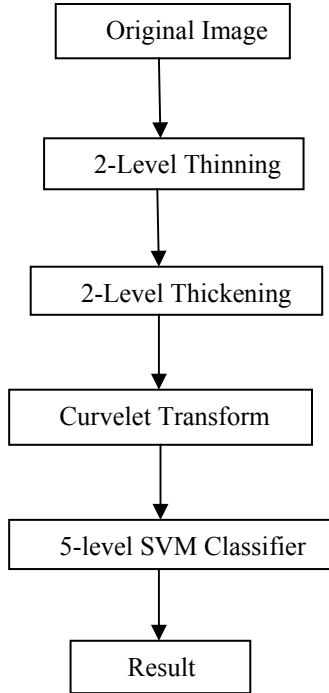 Original Image
2-Level Thinning
2-Level Thickening
Curvelet Transform
5-level SVM Classifier
Result